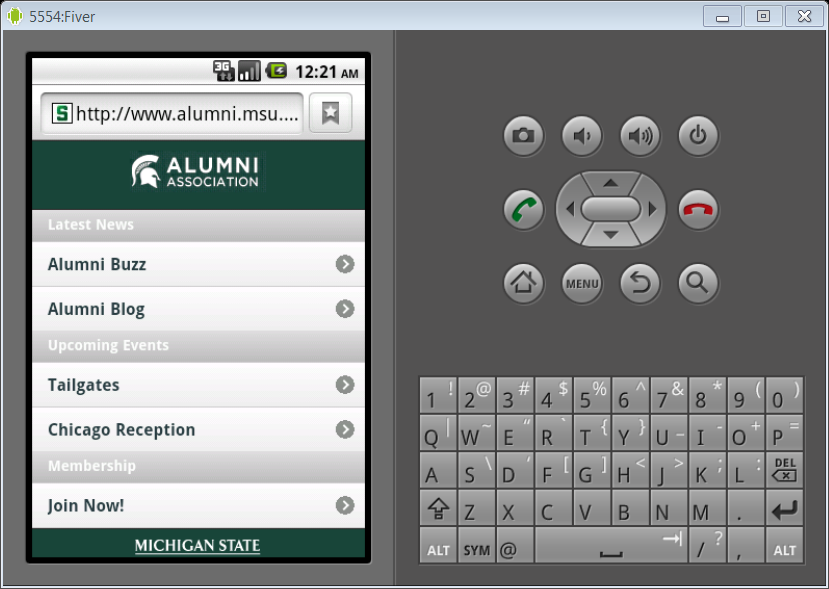 5554:Fiver
3G 12:21 AM
S http://www.alumni.msu....
ALUMNI
ASSOCIATION
Latest News
Alumni Buzz
Alumni Blog
Upcoming Events
Tailgates
Chicago Reception
Membership
Join Now!
MICHIGAN STATE
MENU
1 ! 2 @ 3 # 4 $ 5 % 6 ^ 7 & 8 * 9 ( 0 )
Q | W ~ E “ R ` T { Y } U _ I - O + P =
A S \ D ‘ F [ G ] H < J > K ; L : DEL
Z X C V B N M .
ALT SYM @ / ? , ALT